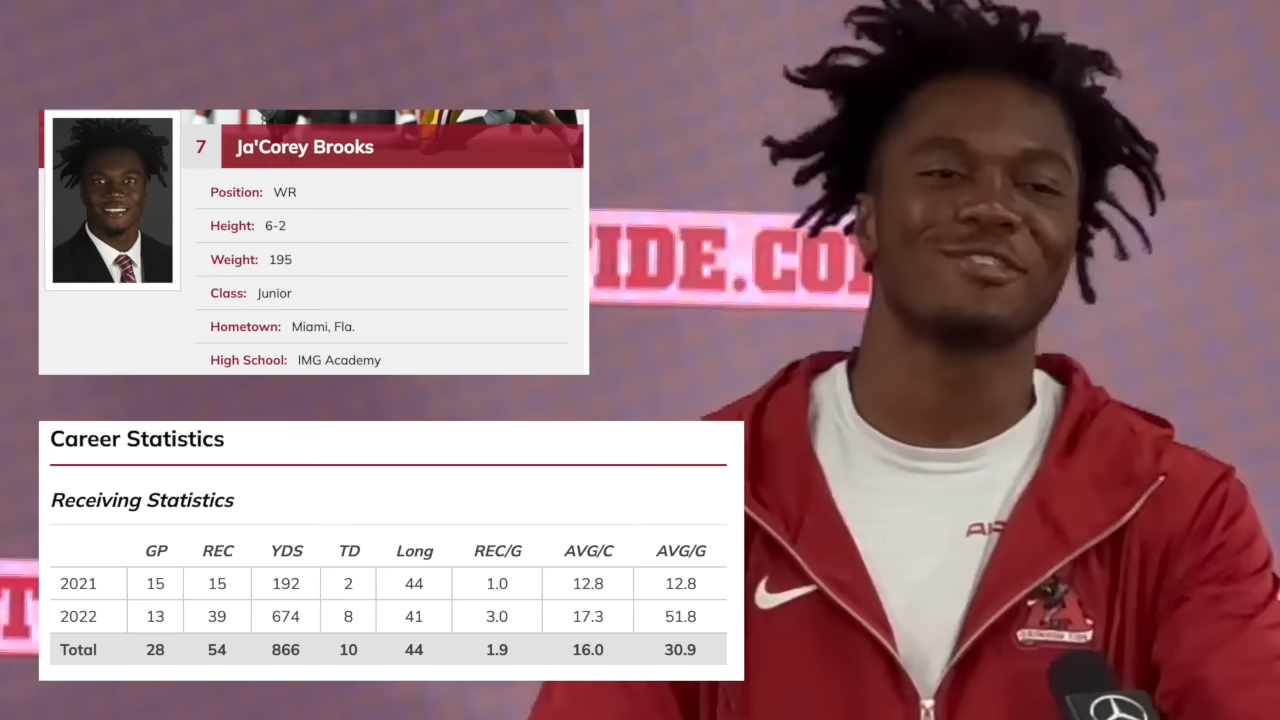 7 Ja'Corey Brooks
Position: WR
Height: 6-2
Weight: 195
Class: Junior
Hometown: Miami, Fla.
High School: IMG Academy
IDE.CO
Career Statistics
Receiving Statistics
GP REC YDS TD Long REC/G AVG/C AVG/G
2021 15 15 192 2 44 1.0 12.8 12.8
2022 13 39 674 8 41 3.0 17.3 51.8
Total 28 54 866 10 44 1.9 16.0 30.9
T